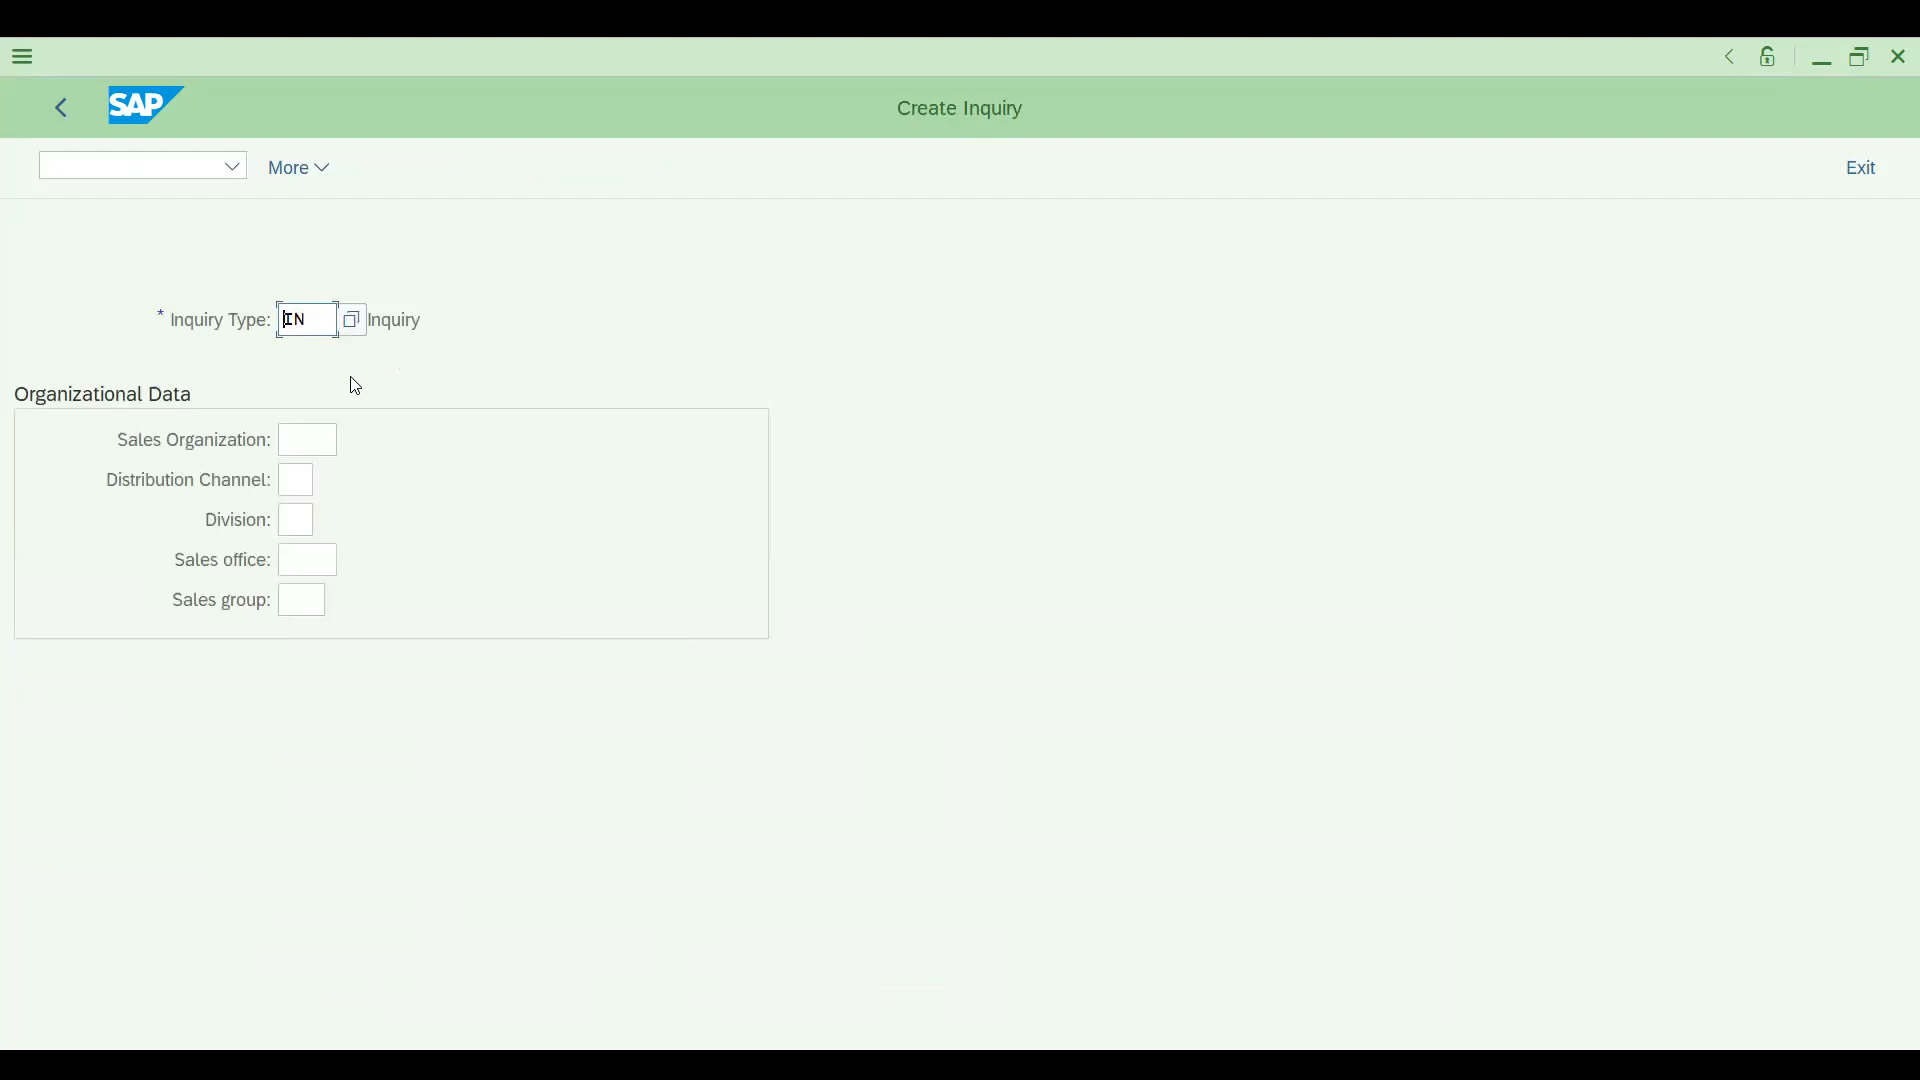 SAP
Create Inquiry
More
Exit
* Inquiry Type: IN Inquiry
Organizational Data
Sales Organization:
Distribution Channel:
Division:
Sales office:
Sales group: